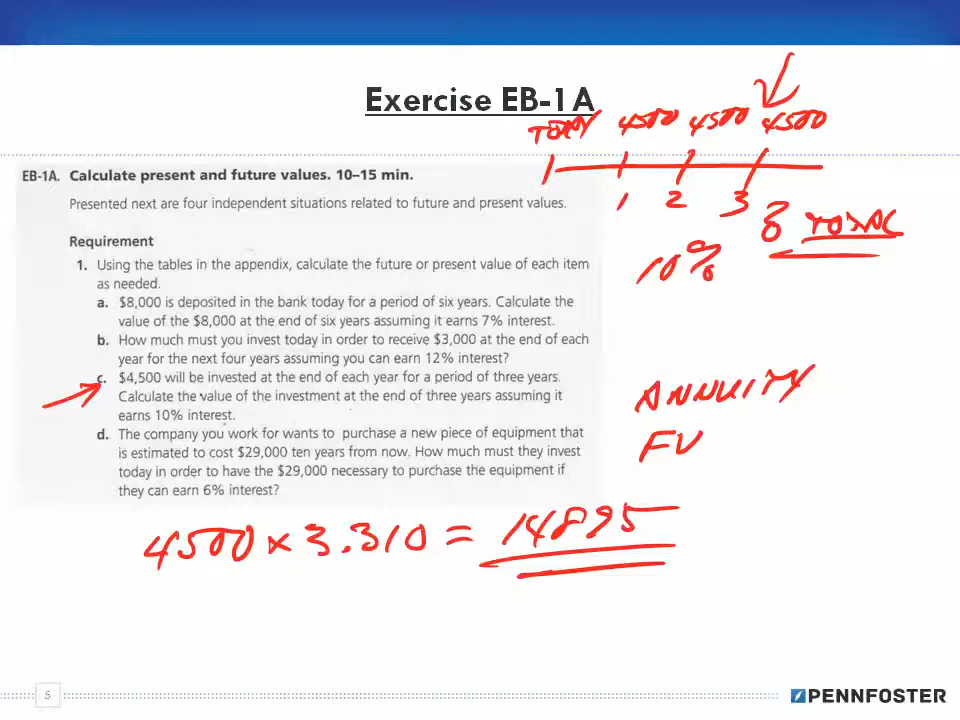 Exercise EB-1A
TODAY 4500 4500 4500
1 2 3
EB-1A. Calculate present and future values. 10–15 min.
Presented next are four independent situations related to future and present values.
Requirement
1. Using the tables in the appendix, calculate the future or present value of each item
as needed.
a. $8,000 is deposited in the bank today for a period of six years. Calculate the
value of the $8,000 at the end of six years assuming it earns 7% interest.
b. How much must you invest today in order to receive $3,000 at the end of each
year for the next four years assuming you can earn 12% interest?
c. $4,500 will be invested at the end of each year for a period of three years.
Calculate the value of the investment at the end of three years assuming it
earns 10% interest.
d. The company you work for wants to purchase a new piece of equipment that
is estimated to cost $29,000 ten years from now. How much must they invest
today in order to have the $29,000 necessary to purchase the equipment if
they can earn 6% interest?
TOTAL
10%
ANNUITY
FV
4500 × 3.310 = 14895
5
PENNFOSTER